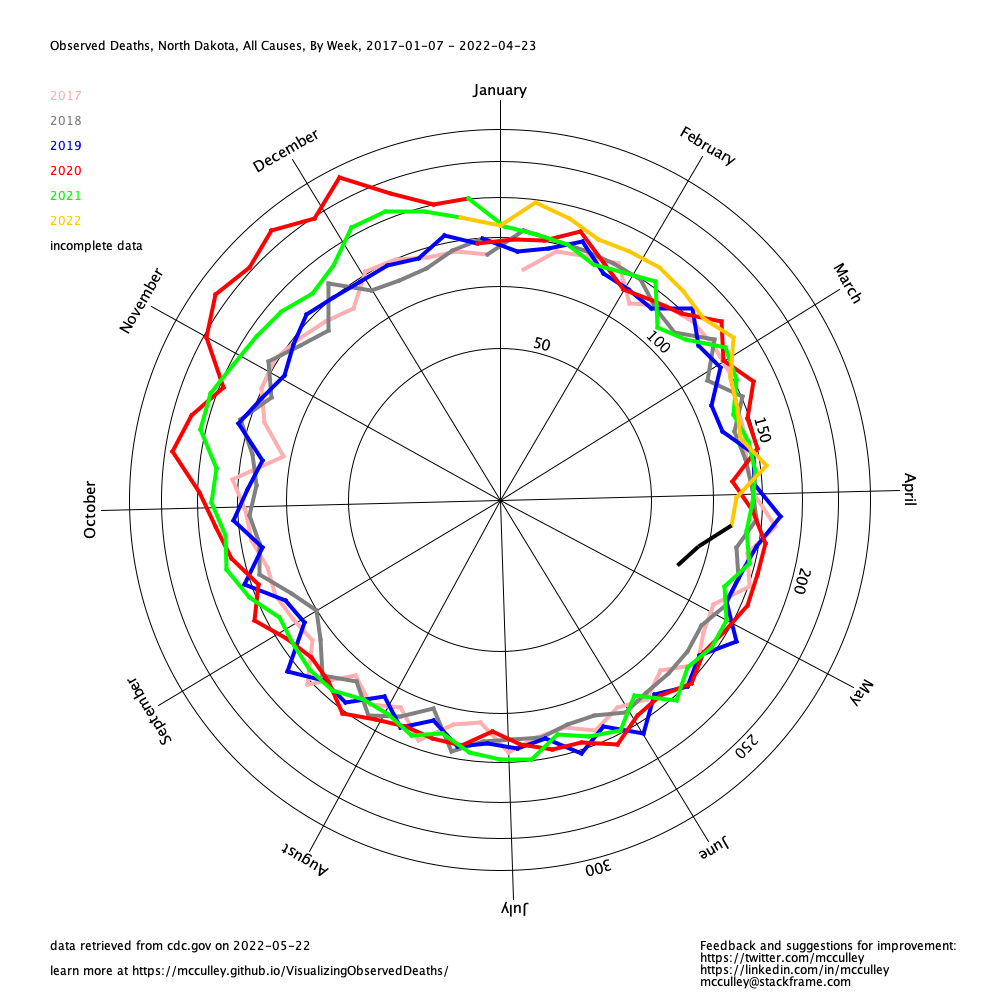 Observed Deaths, North Dakota, All Causes, By Week, 2017-01-07 - 2022-04-23
January
2017
2018
2019
2020
2021
2022
incomplete data
December
February
November
March
50
100
150
October
April
200
September
May
250
August
June
300
July
data retrieved from cdc.gov on 2022-05-22
learn more at https://mcculley.github.io/VisualizingObservedDeaths/
Feedback and suggestions for improvement:
https://twitter.com/mcculley
https://linkedin.com/in/mcculley
mcculley@stackframe.com